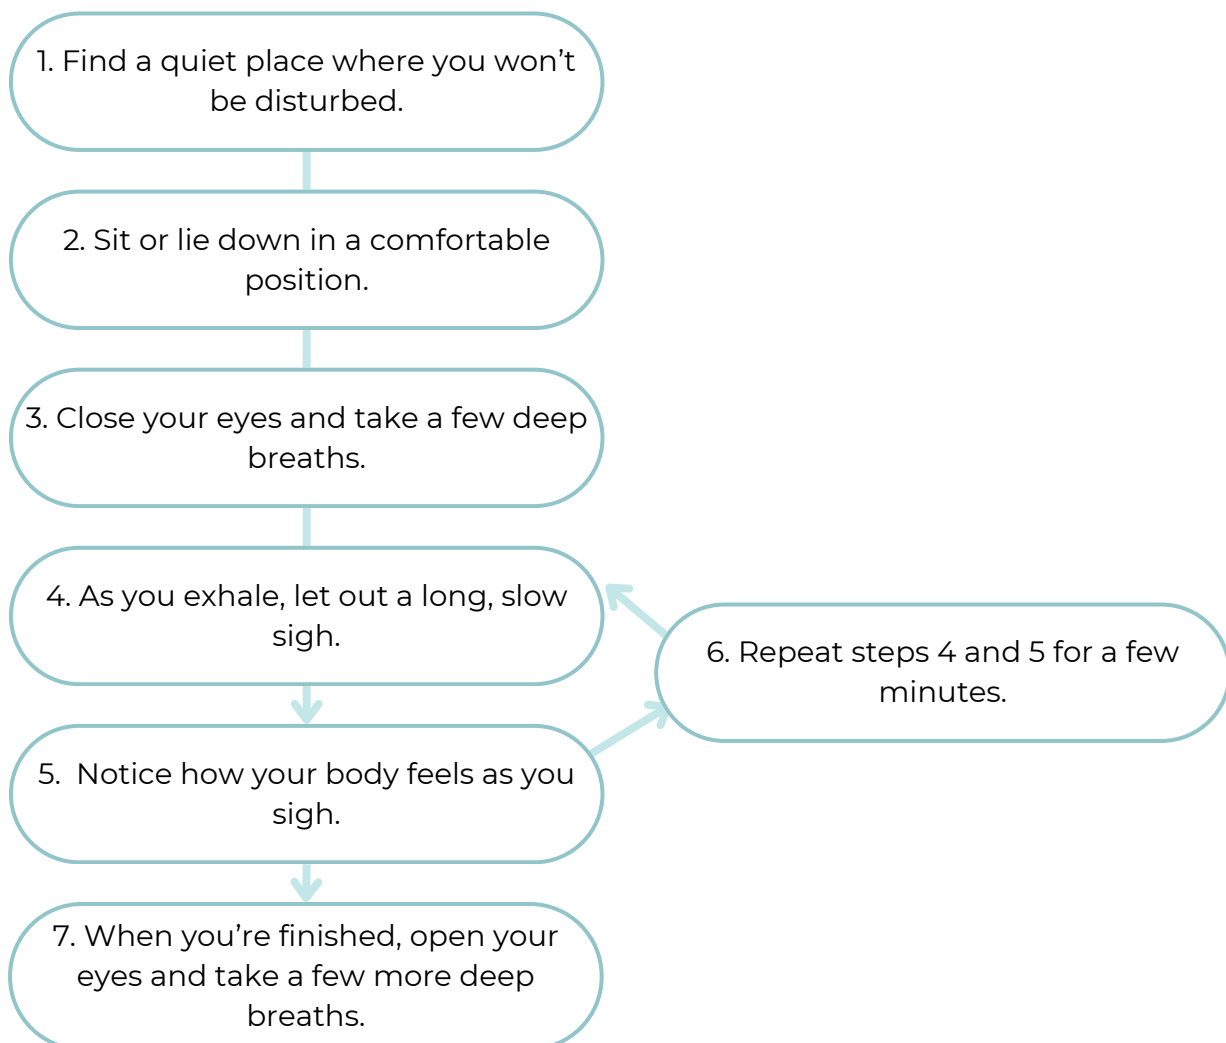 1. Find a quiet place where you won’t
be disturbed.
2. Sit or lie down in a comfortable
position.
3. Close your eyes and take a few deep
breaths.
4. As you exhale, let out a long, slow
sigh.
5.  Notice how your body feels as you
sigh.
6. Repeat steps 4 and 5 for a few
minutes.
7. When you’re finished, open your
eyes and take a few more deep
breaths.